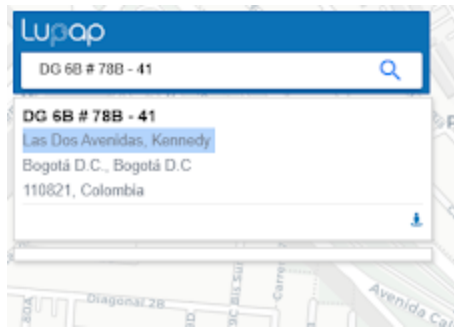 Lupap
DG 6B # 78B - 41
DG 6B # 78B - 41
Las Dos Avenidas, Kennedy
Bogotá D.C., Bogotá D.C
110821, Colombia
Diagonal 2B
Avenida